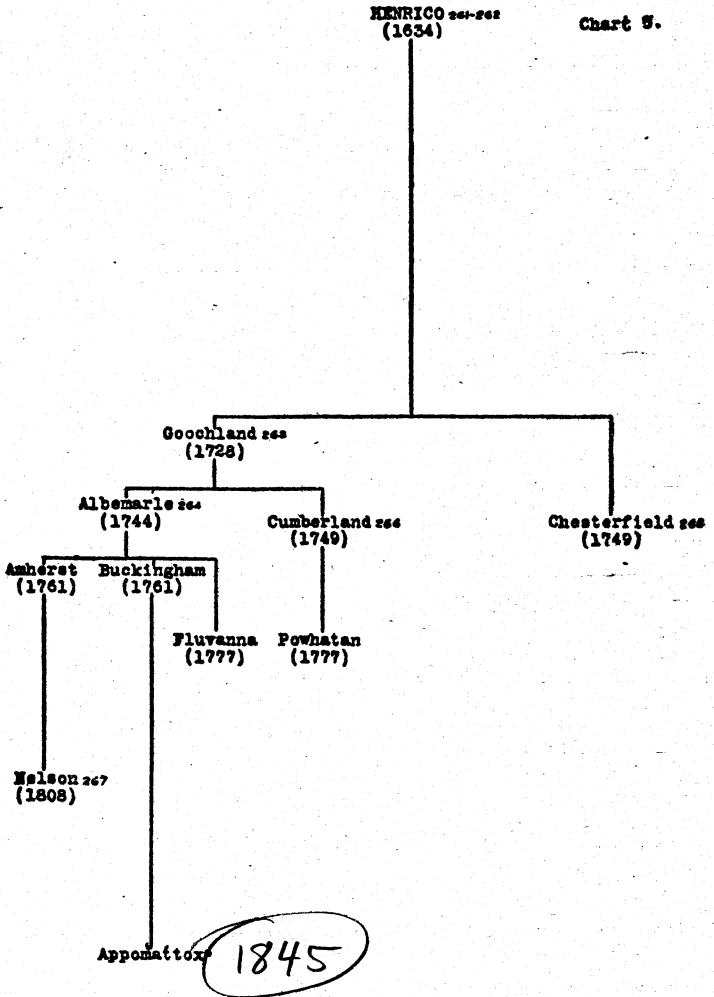 HENRICO 261-262
(1634)
Chart 5.
Goochland 263
(1728)
Albemarle 264
(1744)
Cumberland 266
(1749)
Chesterfield 268
(1749)
Amherst
(1761)
Buckingham
(1761)
Fluvanna
(1777)
Powhatan
(1777)
Nelson 267
(1808)
Appomattox
1845